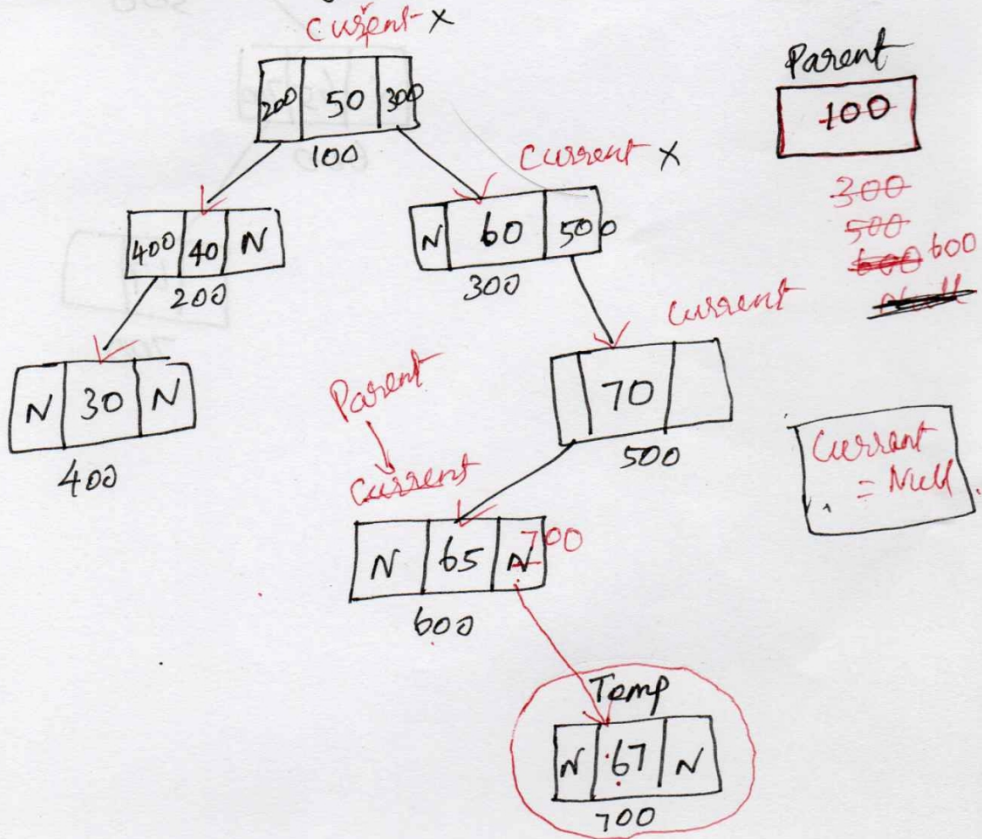 Current ×
Parent
200 50 300
100
100
Current ×
300
400 40 N
N 60 500
500
200
300
600 600
Null
Current
Parent
N 30 N
70
400
500
Current
= Null
Current
N 65 N 700
600
Temp
N 67 N
700